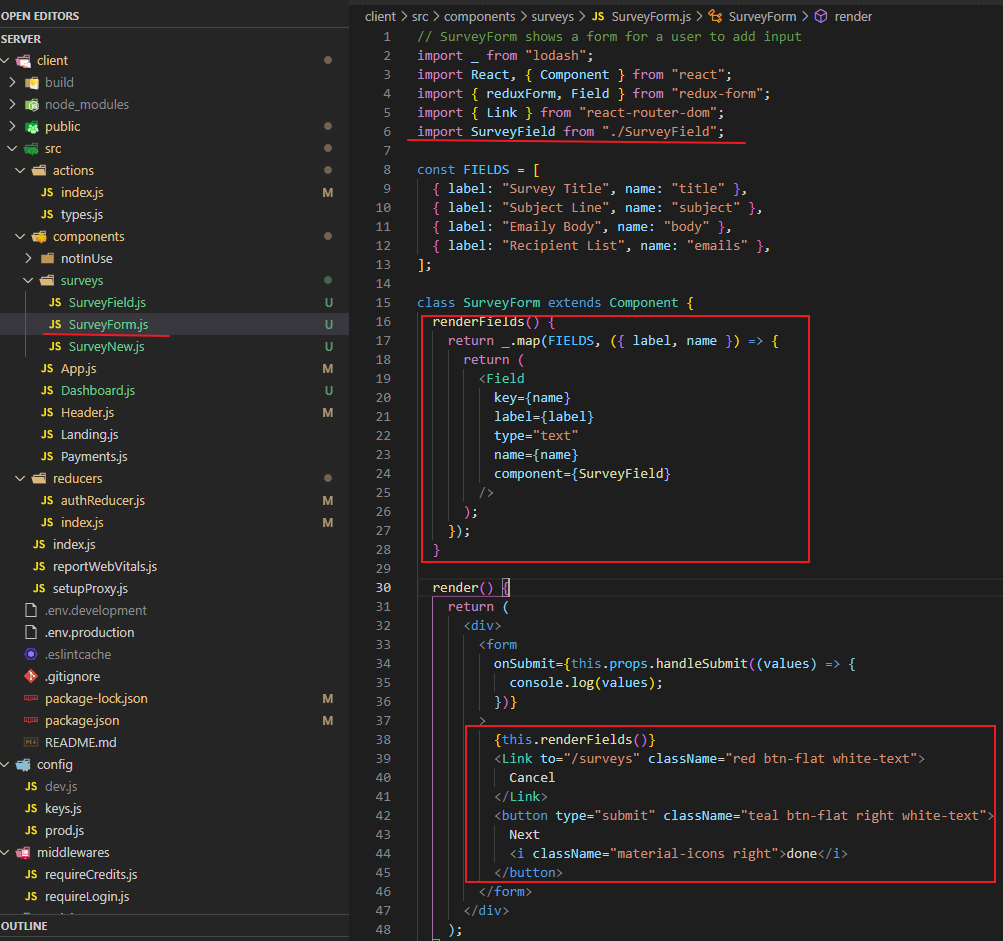 OPEN EDITORS
SERVER
client
build
node_modules
public
src
actions
JS index.js M
JS types.js
components
notInUse
surveys
JS SurveyField.js U
JS SurveyForm.js U
JS SurveyNew.js U
JS App.js M
JS Dashboard.js U
JS Header.js M
JS Landing.js
JS Payments.js
reducers
JS authReducer.js M
JS index.js M
JS index.js
JS reportWebVitals.js
JS setupProxy.js
.env.development
.env.production
.eslintcache
.gitignore
package-lock.json M
package.json M
README.md
config
JS dev.js
JS keys.js
JS prod.js
middlewares
JS requireCredits.js
JS requireLogin.js
OUTLINE
client > src > components > surveys > JS SurveyForm.js > SurveyForm > render
1 // SurveyForm shows a form for a user to add input
2 import _ from "lodash";
3 import React, { Component } from "react";
4 import { reduxForm, Field } from "redux-form";
5 import { Link } from "react-router-dom";
6 import SurveyField from "./SurveyField";
7
8 const FIELDS = [
9 { label: "Survey Title", name: "title" },
10 { label: "Subject Line", name: "subject" },
11 { label: "Emaily Body", name: "body" },
12 { label: "Recipient List", name: "emails" },
13 ];
14
15 class SurveyForm extends Component {
16 renderFields() {
17 return _.map(FIELDS, ({ label, name }) => {
18 return (
19 <Field
20 key={name}
21 label={label}
22 type="text"
23 name={name}
24 component={SurveyField}
25 />
26 );
27 });
28 }
29
30 render() {
31 return (
32 <div>
33 <form
34 onSubmit={this.props.handleSubmit((values) => {
35 console.log(values);
36 })}
37 >
38 {this.renderFields()}
39 <Link to="/surveys" className="red btn-flat white-text">
40 Cancel
41 </Link>
42 <button type="submit" className="teal btn-flat right white-text">
43 Next
44 <i className="material-icons right">done</i>
45 </button>
46 </form>
47 </div>
48 );